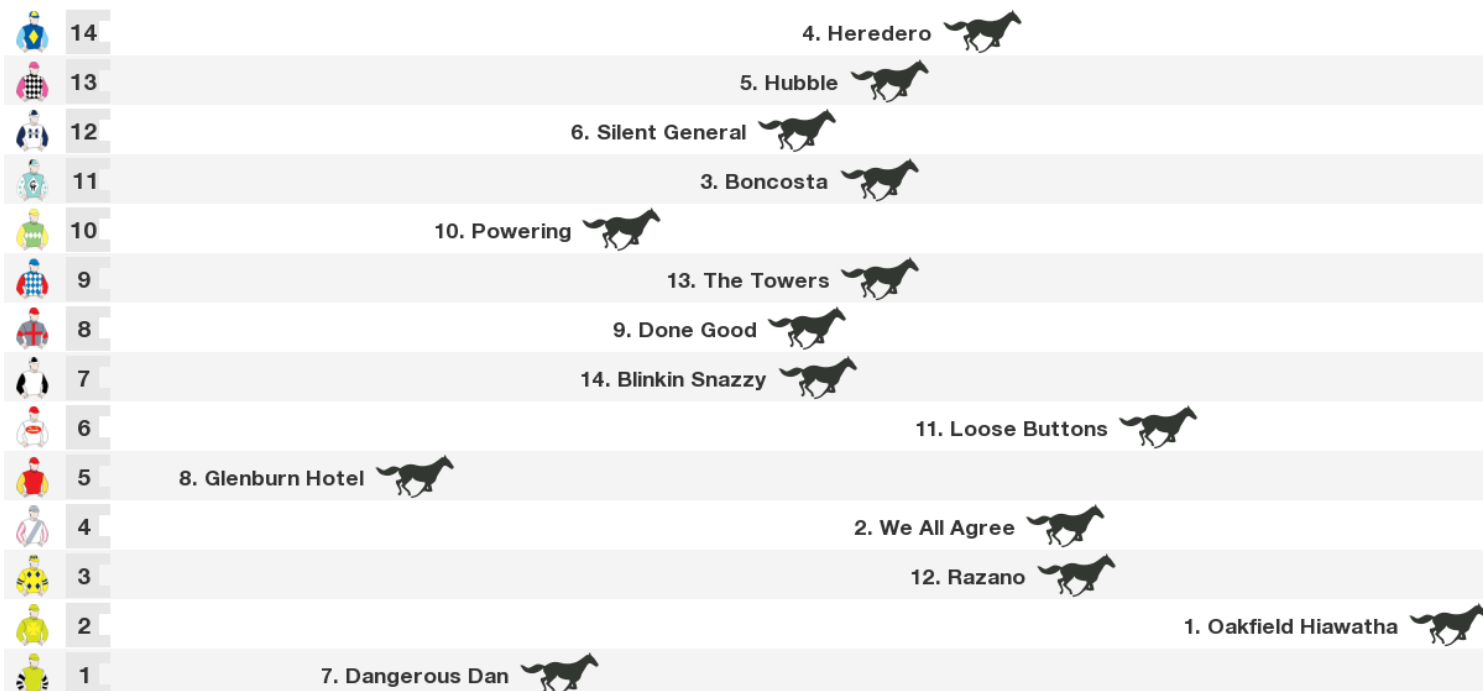 14 4. Heredero
13 5. Hubble
12 6. Silent General
11 3. Boncosta
10 10. Powering
9 13. The Towers
8 9. Done Good
7 14. Blinkin Snazzy
6 11. Loose Buttons
5 8. Glenburn Hotel
4 2. We All Agree
3 12. Razano
2 1. Oakfield Hiawatha
1 7. Dangerous Dan